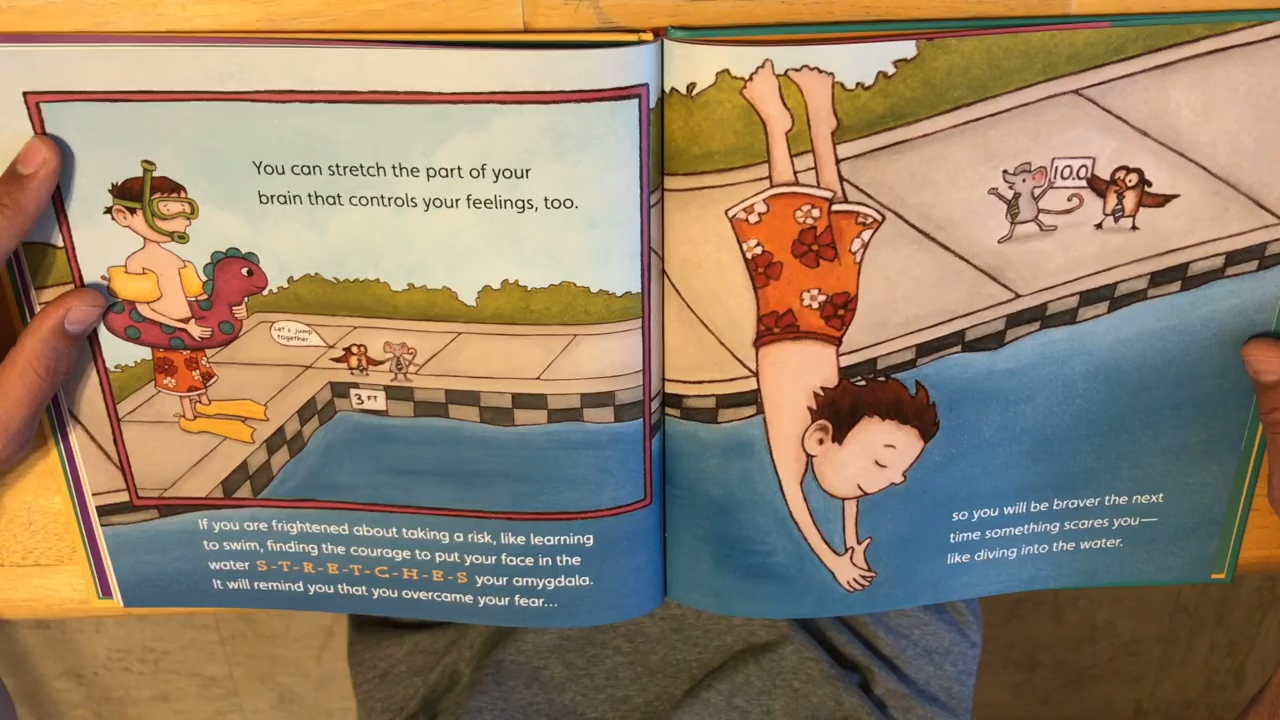 You can stretch the part of your
brain that controls your feelings, too.
Let's jump
together.
3 FT
If you are frightened about taking a risk, like learning
to swim, finding the courage to put your face in the
water S-T-R-E-T-C-H-E-S your amygdala.
It will remind you that you overcame your fear...
10.0
so you will be braver the next
time something scares you—
like diving into the water.